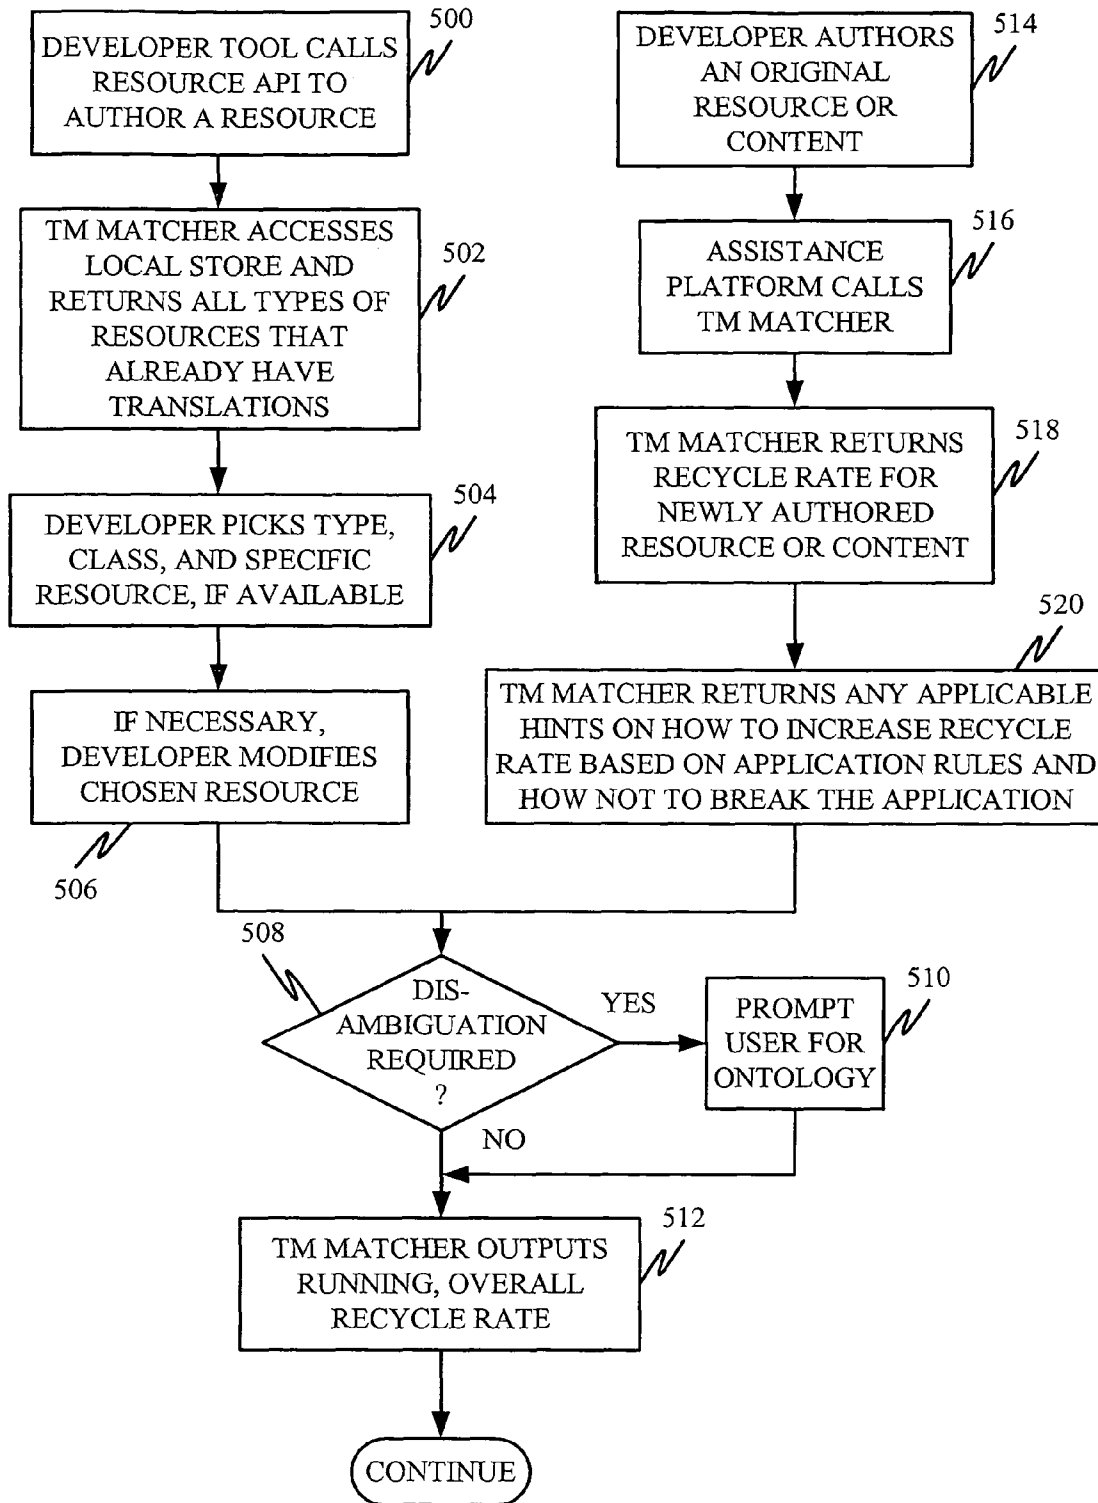 500
DEVELOPER TOOL CALLS
RESOURCE API TO
AUTHOR A RESOURCE
TM MATCHER ACCESSES
LOCAL STORE AND
RETURNS ALL TYPES OF
RESOURCES THAT
ALREADY HAVE
TRANSLATIONS
502
504
DEVELOPER PICKS TYPE,
CLASS, AND SPECIFIC
RESOURCE, IF AVAILABLE
IF NECESSARY,
DEVELOPER MODIFIES
CHOSEN RESOURCE
506
514
DEVELOPER AUTHORS
AN ORIGINAL
RESOURCE OR
CONTENT
516
ASSISTANCE
PLATFORM CALLS
TM MATCHER
518
TM MATCHER RETURNS
RECYCLE RATE FOR
NEWLY AUTHORED
RESOURCE OR CONTENT
520
TM MATCHER RETURNS ANY APPLICABLE
HINTS ON HOW TO INCREASE RECYCLE
RATE BASED ON APPLICATION RULES AND
HOW NOT TO BREAK THE APPLICATION
508
DIS-
AMBIGUATION
REQUIRED
?
YES
510
PROMPT
USER FOR
ONTOLOGY
NO
512
TM MATCHER OUTPUTS
RUNNING, OVERALL
RECYCLE RATE
CONTINUE